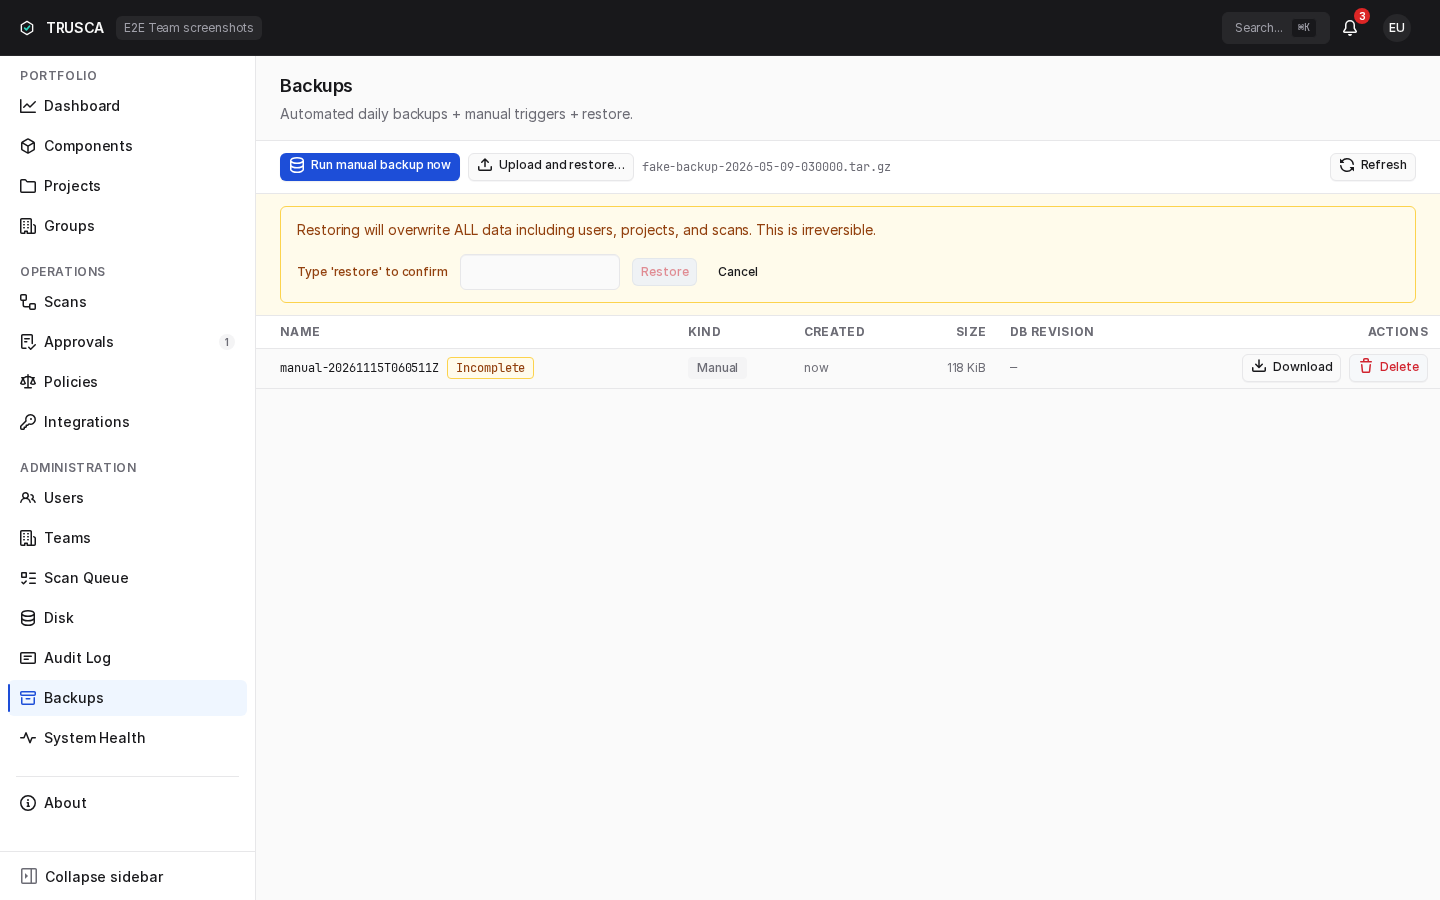 TRUSCA E2E Team screenshots Search... ⌘K 3 EU
PORTFOLIO
Dashboard
Components
Projects
Groups
OPERATIONS
Scans
Approvals 1
Policies
Integrations
ADMINISTRATION
Users
Teams
Scan Queue
Disk
Audit Log
Backups
System Health
About
Collapse sidebar
Backups
Automated daily backups + manual triggers + restore.
Run manual backup now Upload and restore... fake-backup-2026-05-09-030000.tar.gz Refresh
Restoring will overwrite ALL data including users, projects, and scans. This is irreversible.
Type 'restore' to confirm Restore Cancel
NAME KIND CREATED SIZE DB REVISION ACTIONS
manual-20261115T060511Z Incomplete Manual now 118 KiB — Download Delete